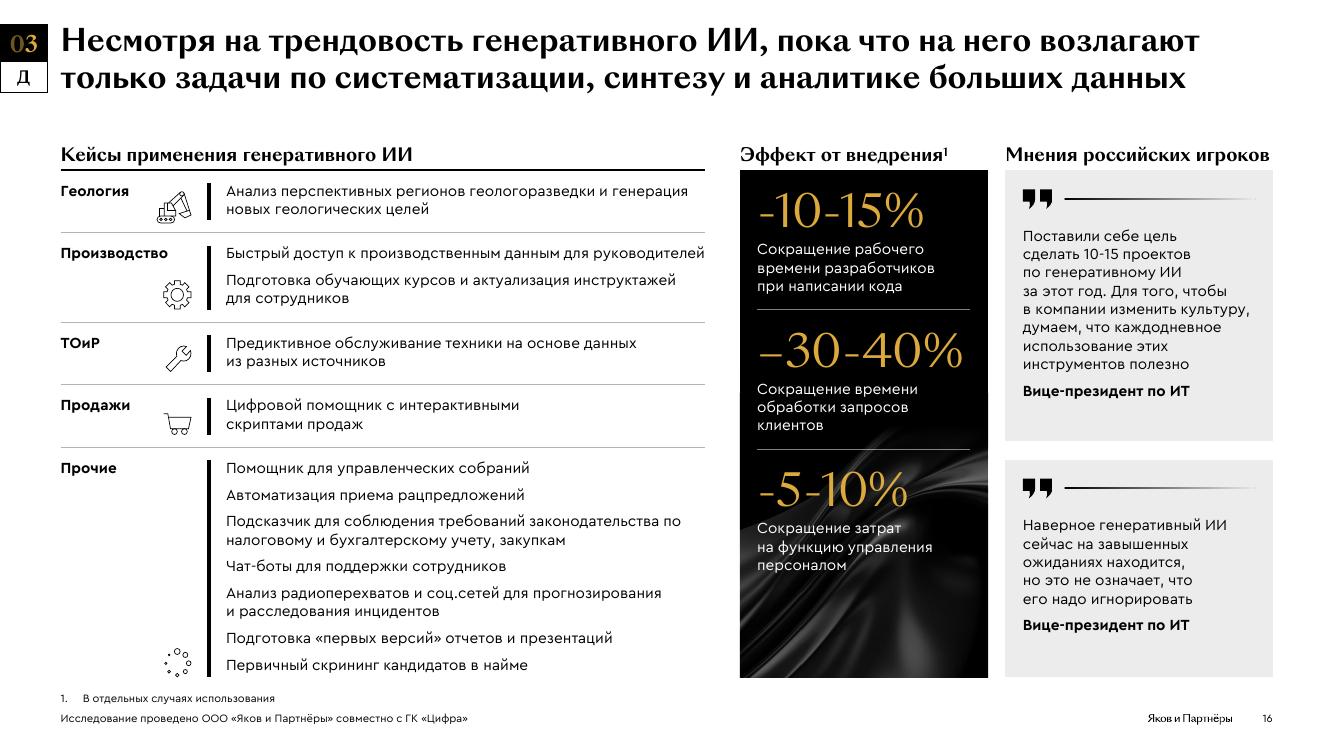 03
Д
Несмотря на трендовость генеративного ИИ, пока что на него возлагают
только задачи по систематизации, синтезу и аналитике больших данных
Кейсы применения генеративного ИИ
Геология
Анализ перспективных регионов геологоразведки и генерация
новых геологических целей
Производство
Быстрый доступ к производственным данным для руководителей
Подготовка обучающих курсов и актуализация инструктажей
для сотрудников
ТОиР
Предиктивное обслуживание техники на основе данных
из разных источников
Продажи
Цифровой помощник с интерактивными
скриптами продаж
Прочие
Помощник для управленческих собраний
Автоматизация приема рацпредложений
Подсказчик для соблюдения требований законодательства по
налоговому и бухгалтерскому учету, закупкам
Чат-боты для поддержки сотрудников
Анализ радиоперехватов и соц.сетей для прогнозирования
и расследования инцидентов
Подготовка «первых версий» отчетов и презентаций
Первичный скрининг кандидатов в найме
Эффект от внедрения¹
-10-15%
Сокращение рабочего
времени разработчиков
при написании кода
–30-40%
Сокращение времени
обработки запросов
клиентов
-5-10%
Сокращение затрат
на функцию управления
персоналом
Мнения российских игроков
Поставили себе цель
сделать 10-15 проектов
по генеративному ИИ
за этот год. Для того, чтобы
в компании изменить культуру,
думаем, что каждодневное
использование этих
инструментов полезно
Вице-президент по ИТ
Наверное генеративный ИИ
сейчас на завышенных
ожиданиях находится,
но это не означает, что
его надо игнорировать
Вице-президент по ИТ
1. В отдельных случаях использования
Исследование проведено ООО «Яков и Партнёры» совместно с ГК «Цифра»
Яков и Партнёры 16